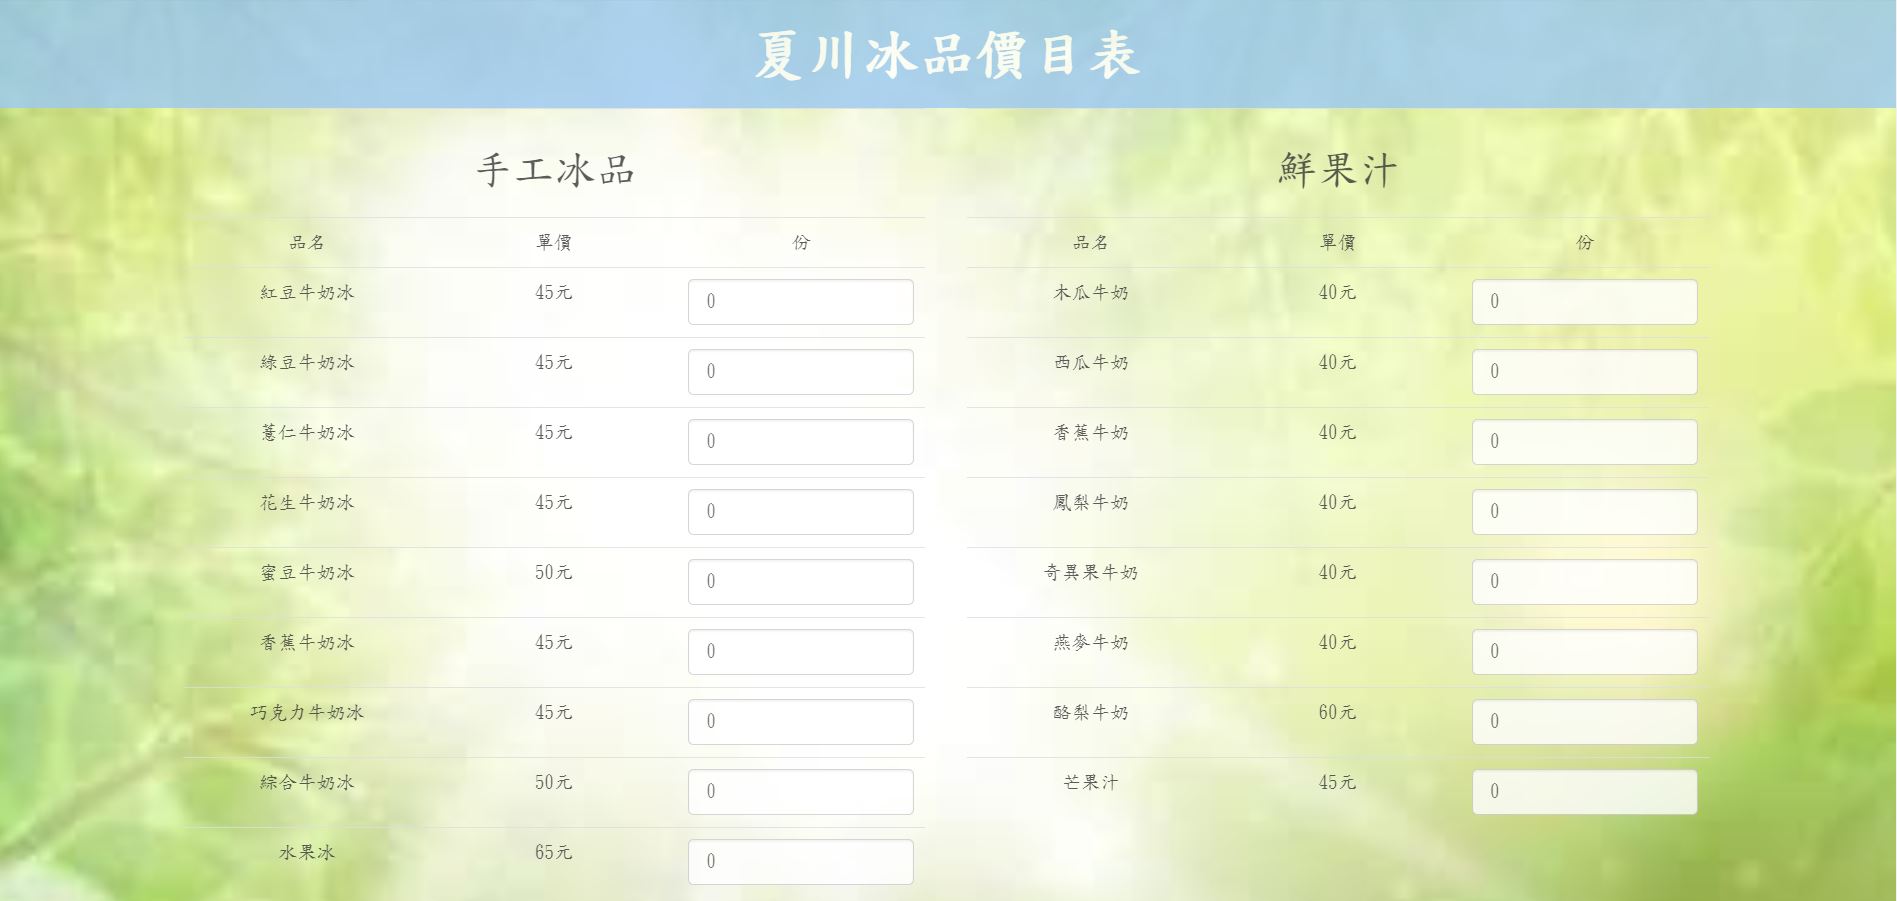 夏川冰品價目表
手工冰品
品名 單價 份
紅豆牛奶冰 45元 0
綠豆牛奶冰 45元 0
薏仁牛奶冰 45元 0
花生牛奶冰 45元 0
蜜豆牛奶冰 50元 0
香蕉牛奶冰 45元 0
巧克力牛奶冰 45元 0
綜合牛奶冰 50元 0
水果冰 65元 0
鮮果汁
品名 單價 份
木瓜牛奶 40元 0
西瓜牛奶 40元 0
香蕉牛奶 40元 0
鳳梨牛奶 40元 0
奇異果牛奶 40元 0
燕麥牛奶 40元 0
酪梨牛奶 60元 0
芒果汁 45元 0